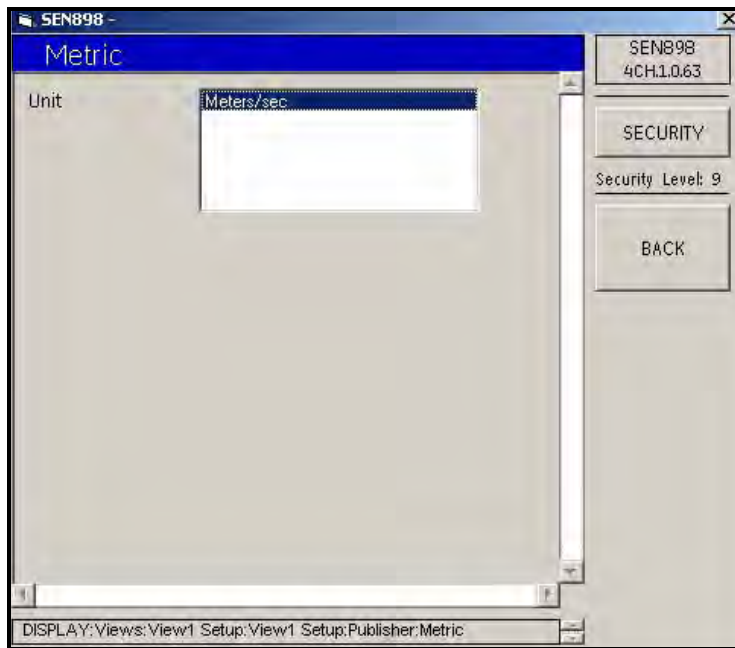 SEN898 -
Metric
Unit
Meters/sec
SEN898
4CH.1.0.63
SECURITY
Security Level: 9
BACK
DISPLAY:Views:View1 Setup:View1 Setup:Publisher:Metric